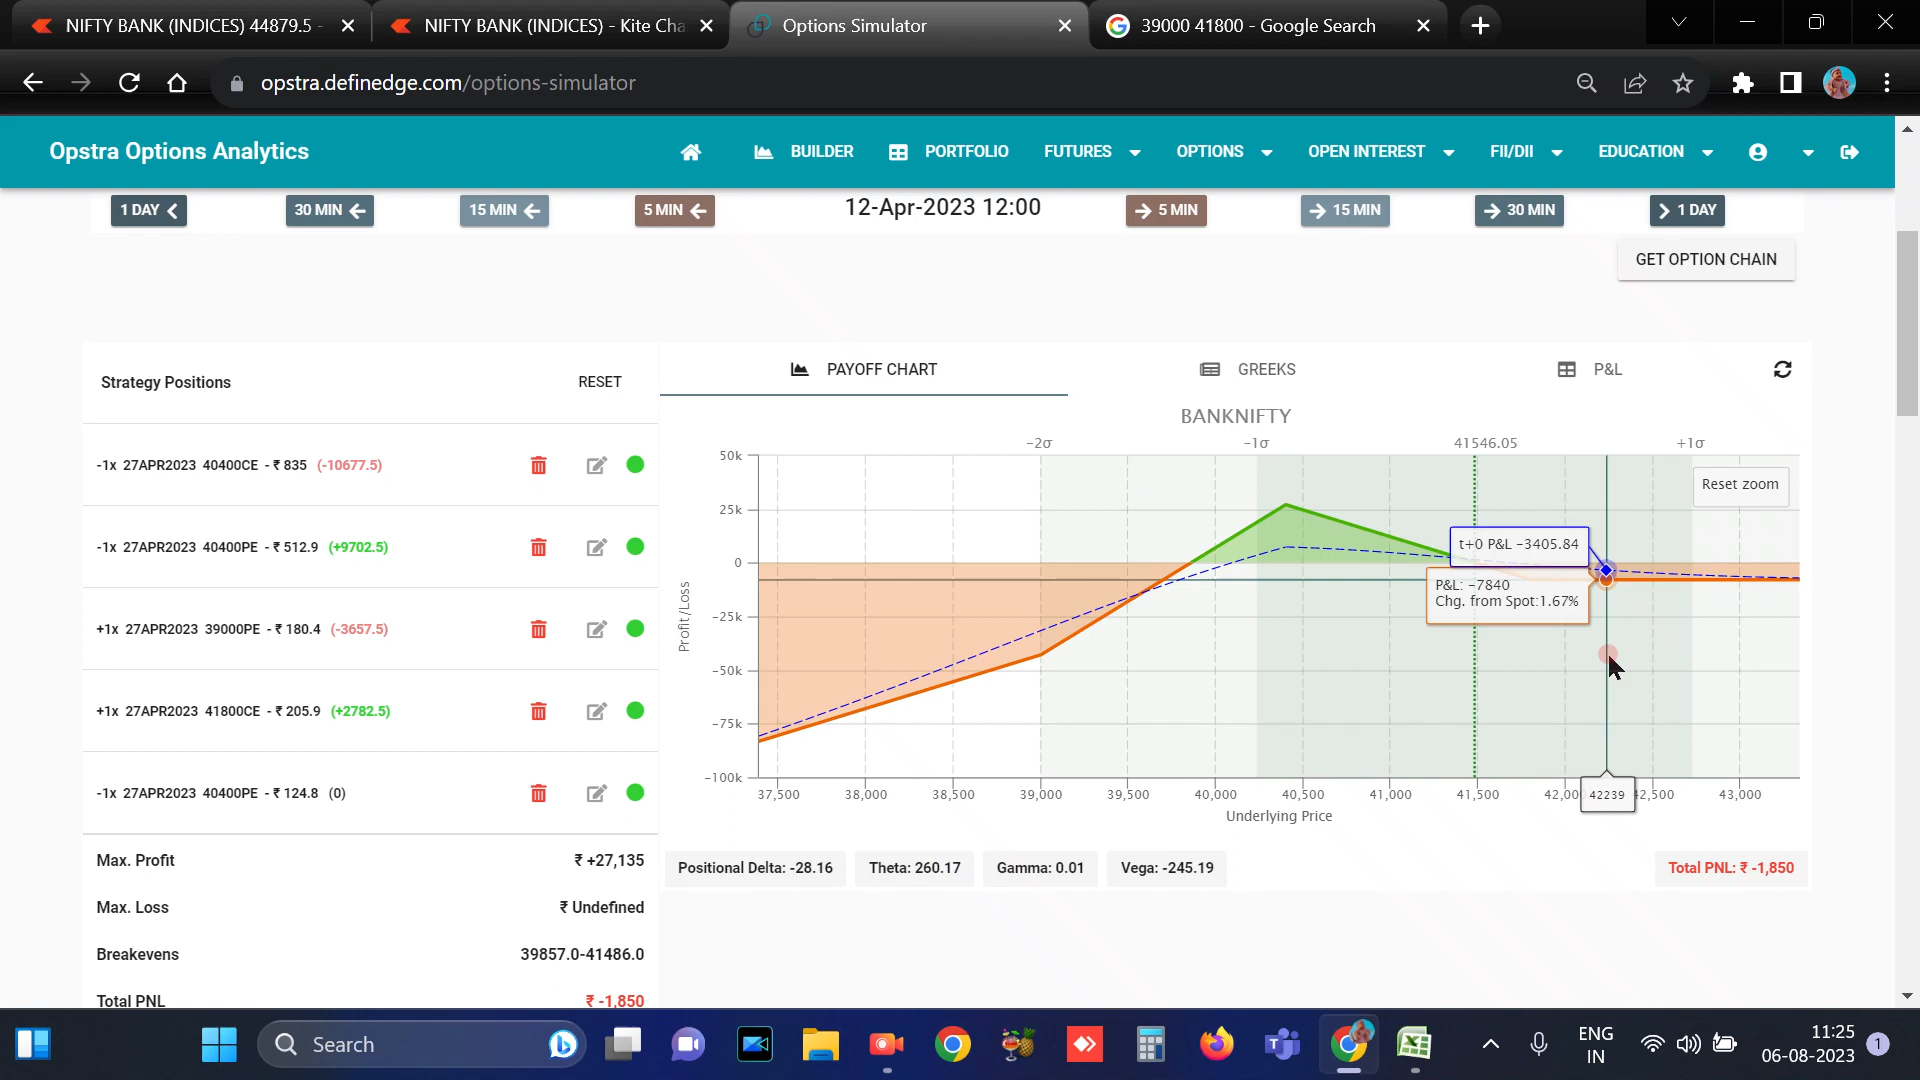 NIFTY BANK (INDICES) 44879.5 -
NIFTY BANK (INDICES) - Kite Cha
Options Simulator
39000 41800 - Google Search
opstra.definedge.com/options-simulator
Opstra Options Analytics
BUILDER
PORTFOLIO
FUTURES
OPTIONS
OPEN INTEREST
FII/DII
EDUCATION
1 DAY
30 MIN
15 MIN
5 MIN
12-Apr-2023 12:00
5 MIN
15 MIN
30 MIN
1 DAY
GET OPTION CHAIN
Strategy Positions
RESET
-1x 27APR2023 40400CE - ₹ 835 (-10677.5)
-1x 27APR2023 40400PE - ₹ 512.9 (+9702.5)
+1x 27APR2023 39000PE - ₹ 180.4 (-3657.5)
+1x 27APR2023 41800CE - ₹ 205.9 (+2782.5)
-1x 27APR2023 40400PE - ₹ 124.8 (0)
Max. Profit ₹ +27,135
Max. Loss ₹ Undefined
Breakevens 39857.0-41486.0
Total PNL ₹ -1,850
PAYOFF CHART
GREEKS
P&L
BANKNIFTY
-2σ -1σ 41546.05 +1σ
Reset zoom
50k
25k
0
-25k
-50k
-75k
-100k
Profit/Loss
t+0 P&L -3405.84
P&L: -7840
Chg. from Spot:1.67%
37,500 38,000 38,500 39,000 39,500 40,000 40,500 41,000 41,500 42,00 42239 42,500 43,000
Underlying Price
Positional Delta: -28.16
Theta: 260.17
Gamma: 0.01
Vega: -245.19
Total PNL: ₹ -1,850
Search
ENG
IN
11:25
06-08-2023
1